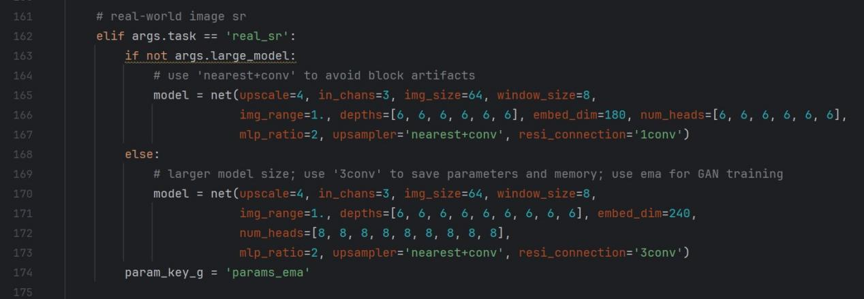 161 # real-world image sr
162 elif args.task == 'real_sr':
163 if not args.large_model:
164 # use 'nearest+conv' to avoid block artifacts
165 model = net(upscale=4, in_chans=3, img_size=64, window_size=8,
166 img_range=1., depths=[6, 6, 6, 6, 6, 6], embed_dim=180, num_heads=[6, 6, 6, 6, 6, 6],
167 mlp_ratio=2, upsampler='nearest+conv', resi_connection='1conv')
168 else:
169 # larger model size; use '3conv' to save parameters and memory; use ema for GAN training
170 model = net(upscale=4, in_chans=3, img_size=64, window_size=8,
171 img_range=1., depths=[6, 6, 6, 6, 6, 6, 6, 6, 6], embed_dim=240,
172 num_heads=[8, 8, 8, 8, 8, 8, 8, 8, 8],
173 mlp_ratio=2, upsampler='nearest+conv', resi_connection='3conv')
174 param_key_g = 'params_ema'
175